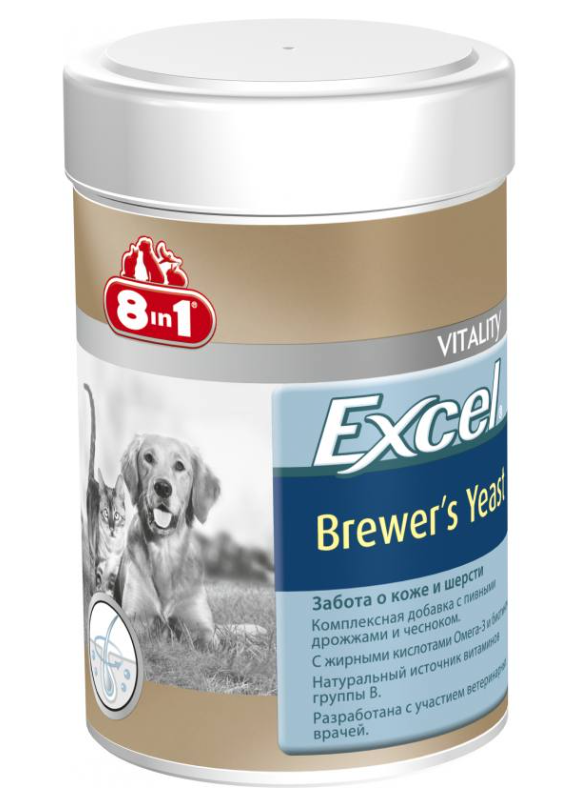 8in1®
VITALITY
Excel
Brewer's Yeast
Забота о коже и шерсти
Комплексная добавка с пивными
дрожжами и чесноком.
С жирными кислотами Омега-3 и
Натуральный источник витаминов
группы В.
Разработана с участием
врачей.